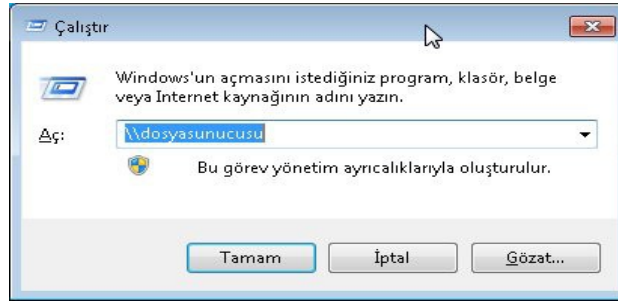 Çalıştır
Windows'un açmasını istediğiniz program, klasör, belge
veya Internet kaynağının adını yazın.
Aç: \\dosyasunucusu
Bu görev yönetim ayrıcalıklarıyla oluşturulur.
Tamam İptal Gözat...